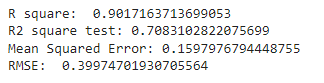 R square:  0.9017163713699053
R2 square test: 0.7083102822075699
Mean Squared Error: 0.1597976794448755
RMSE:  0.39974701930705564